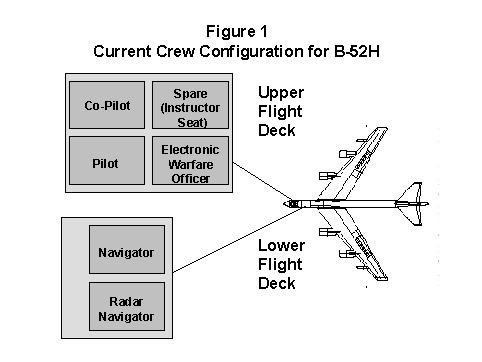 Figure 1
Current Crew Configuration for B-52H
Co-Pilot
Spare
(Instructor
Seat)
Pilot
Electronic
Warfare
Officer
Upper
Flight
Deck
Navigator
Radar
Navigator
Lower
Flight
Deck